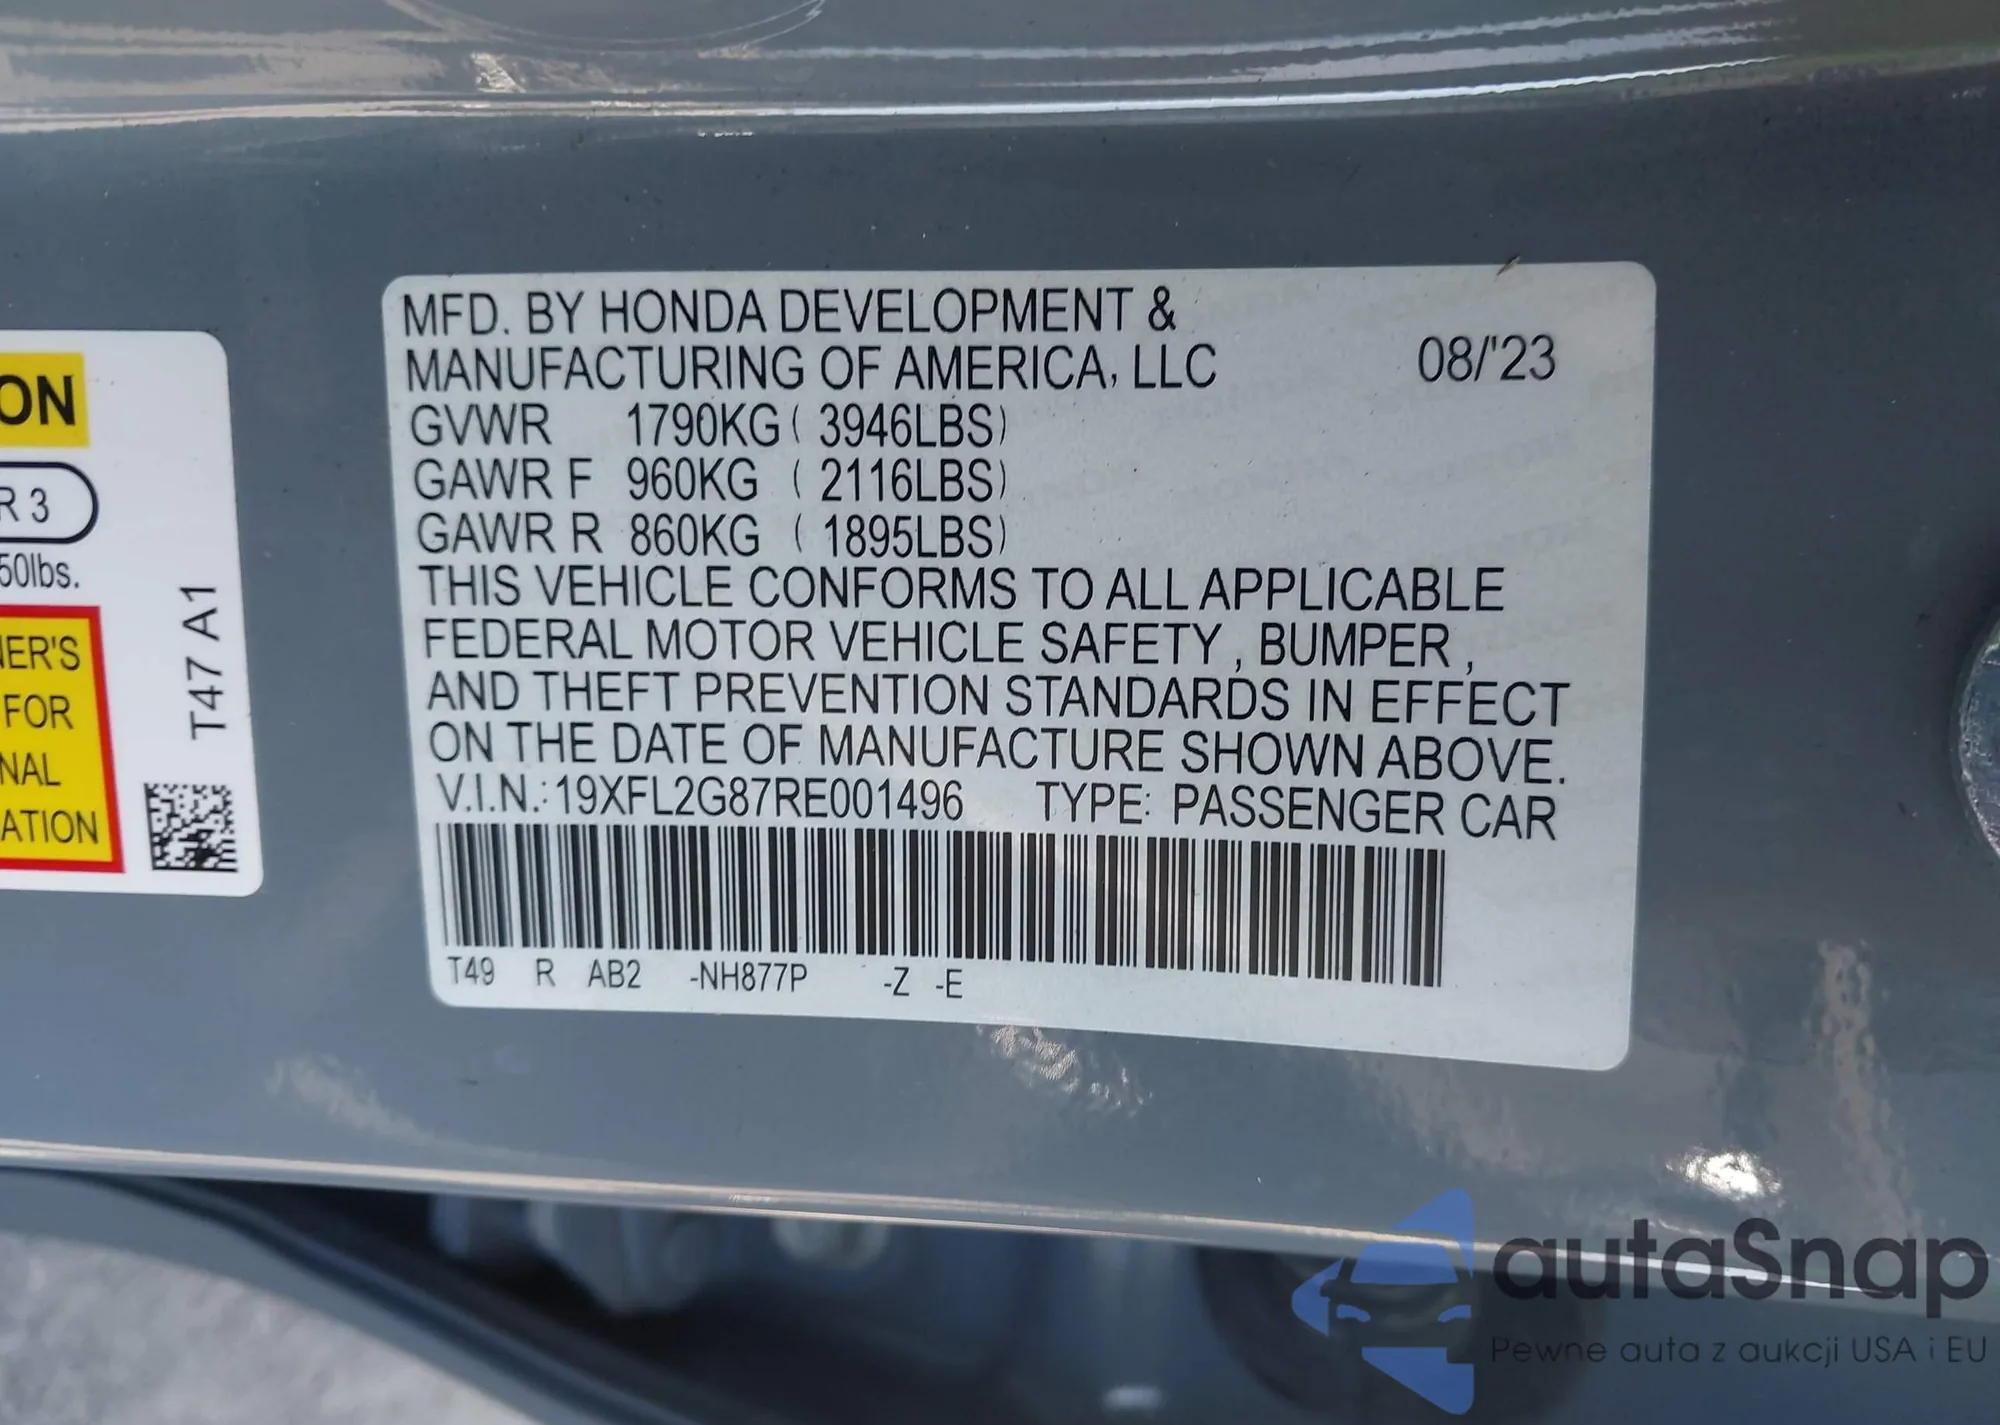 MFD. BY HONDA DEVELOPMENT &
MANUFACTURING OF AMERICA, LLC 08/'23
GVWR 1790KG ( 3946LBS)
GAWR F 960KG ( 2116LBS)
GAWR R 860KG ( 1895LBS)
THIS VEHICLE CONFORMS TO ALL APPLICABLE
FEDERAL MOTOR VEHICLE SAFETY , BUMPER ,
AND THEFT PREVENTION STANDARDS IN EFFECT
ON THE DATE OF MANUFACTURE SHOWN ABOVE.
V.I.N.: 19XFL2G87RE001496 TYPE: PASSENGER CAR
T49 R AB2 -NH877P -Z -E
ON
R 3
50lbs.
NER'S
FOR
NAL
ATION
T47 A1
autaSnap
Pewne auta z aukcji USA i EU